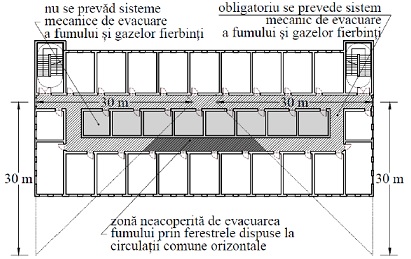 nu se prevăd sisteme
mecanice de evacuare
a fumului și gazelor fierbinți
obligatoriu se prevede sistem
mecanic de evacuare
a fumului și gazelor fierbinți
30 m
30 m
30 m
30 m
zonă neacoperită de evacuarea
fumului prin ferestrele dispuse la
circulații comune orizontale